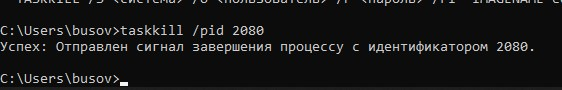 C:\Users\busov>taskkill /pid 2080
Успех: Отправлен сигнал завершения процессу с идентификатором 2080.
C:\Users\busov>